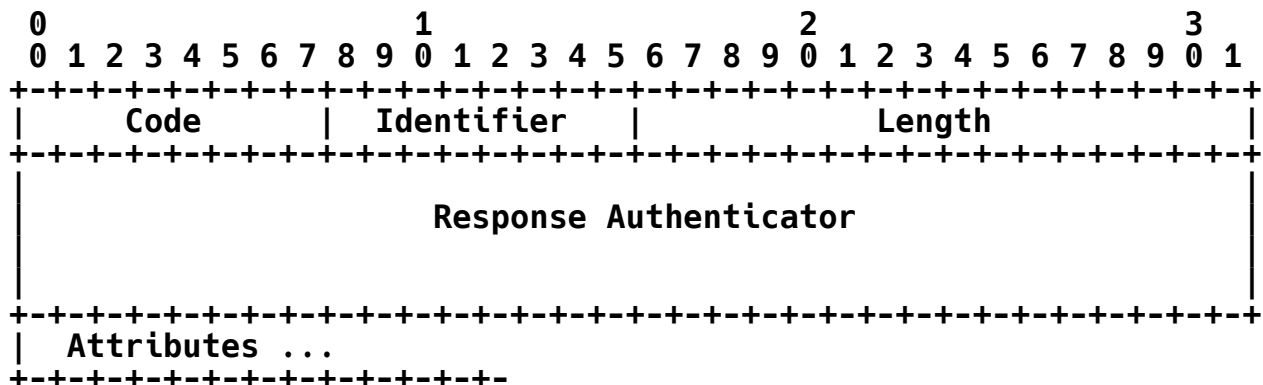 0                   1                   2                   3
 0 1 2 3 4 5 6 7 8 9 0 1 2 3 4 5 6 7 8 9 0 1 2 3 4 5 6 7 8 9 0 1
+-+-+-+-+-+-+-+-+-+-+-+-+-+-+-+-+-+-+-+-+-+-+-+-+-+-+-+-+-+-+-+-+
|     Code      |  Identifier   |            Length             |
+-+-+-+-+-+-+-+-+-+-+-+-+-+-+-+-+-+-+-+-+-+-+-+-+-+-+-+-+-+-+-+-+
|                                                               |
|                     Response Authenticator                    |
|                                                               |
|                                                               |
+-+-+-+-+-+-+-+-+-+-+-+-+-+-+-+-+-+-+-+-+-+-+-+-+-+-+-+-+-+-+-+-+
|  Attributes ...
+-+-+-+-+-+-+-+-+-+-+-+-+-